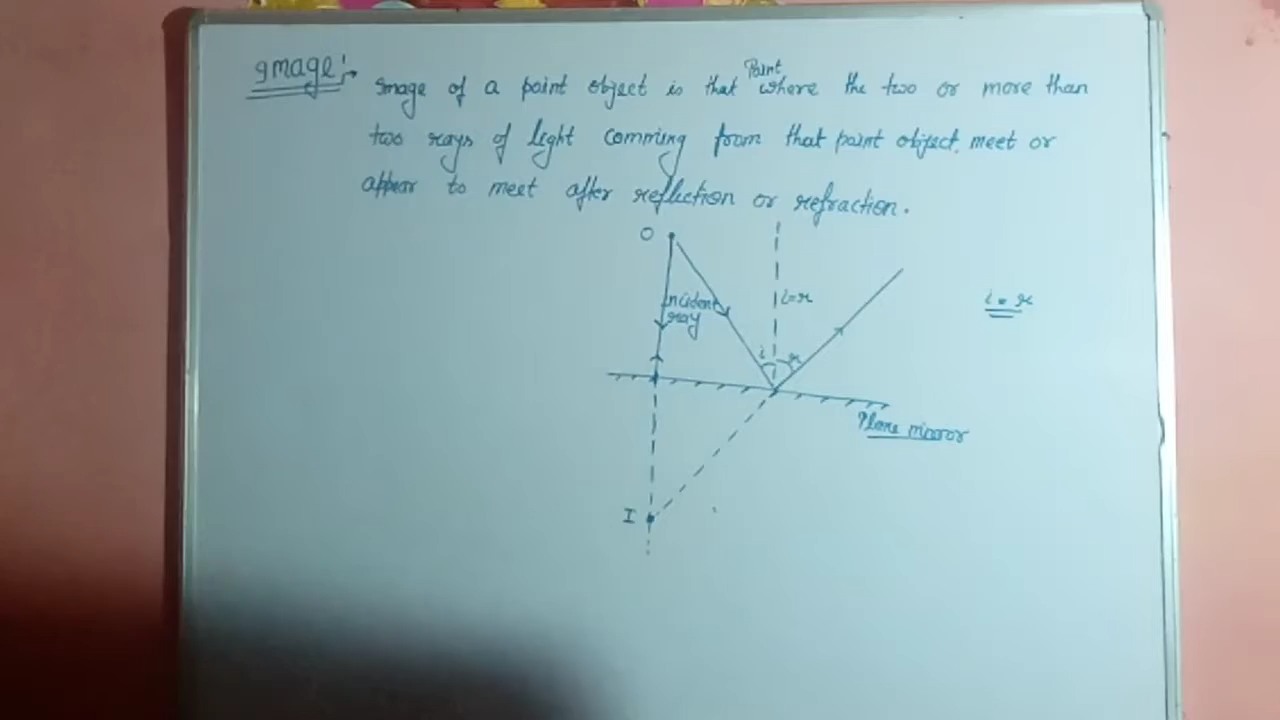 Image:→ Image of a point object is that Point where the two or more than
two rays of light comming from that point object, meet or
appear to meet after reflection or refraction.
O
incident
ray
i=r
i = r
i r
Plane mirror
I